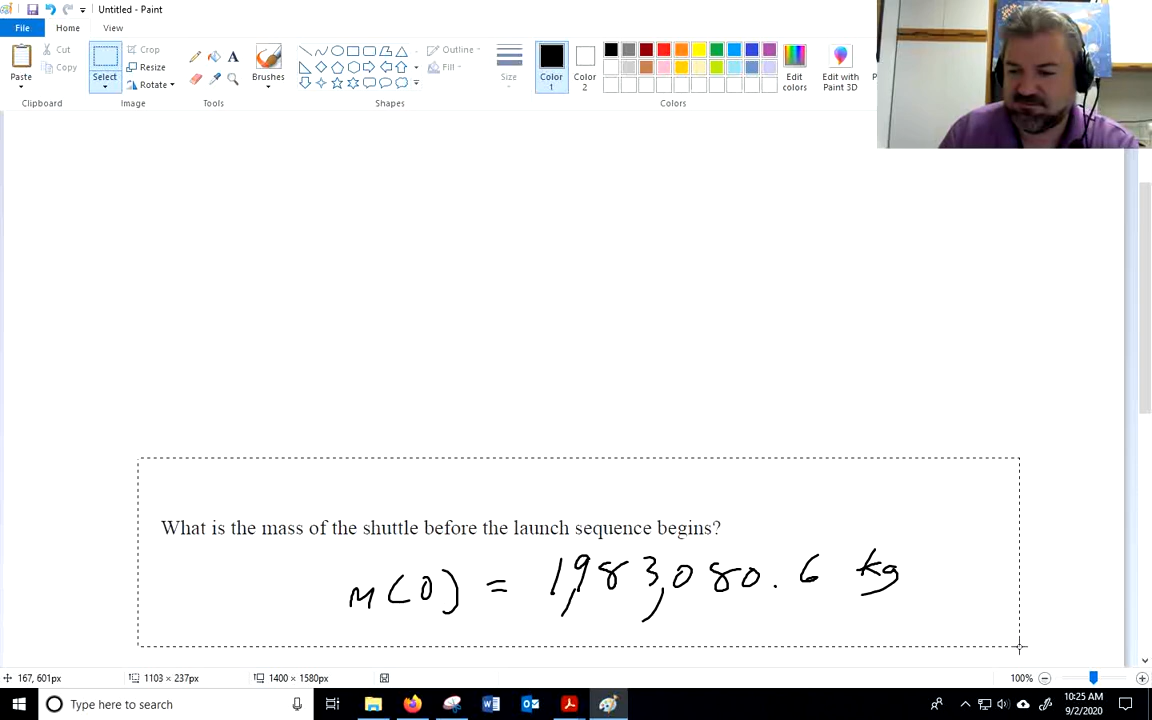 Untitled - Paint
File Home View
Paste
Cut
Copy
Clipboard
Select
Crop
Resize
Rotate
Image
Tools
Brushes
Shapes
Outline
Fill
Size
Color 1
Color 2
Colors
Edit colors
Edit with Paint 3D
What is the mass of the shuttle before the launch sequence begins?
M(0) = 1,983,080.6 kg
167, 601px
1103 × 237px
1400 × 1580px
100%
Type here to search
10:25 AM
9/2/2020